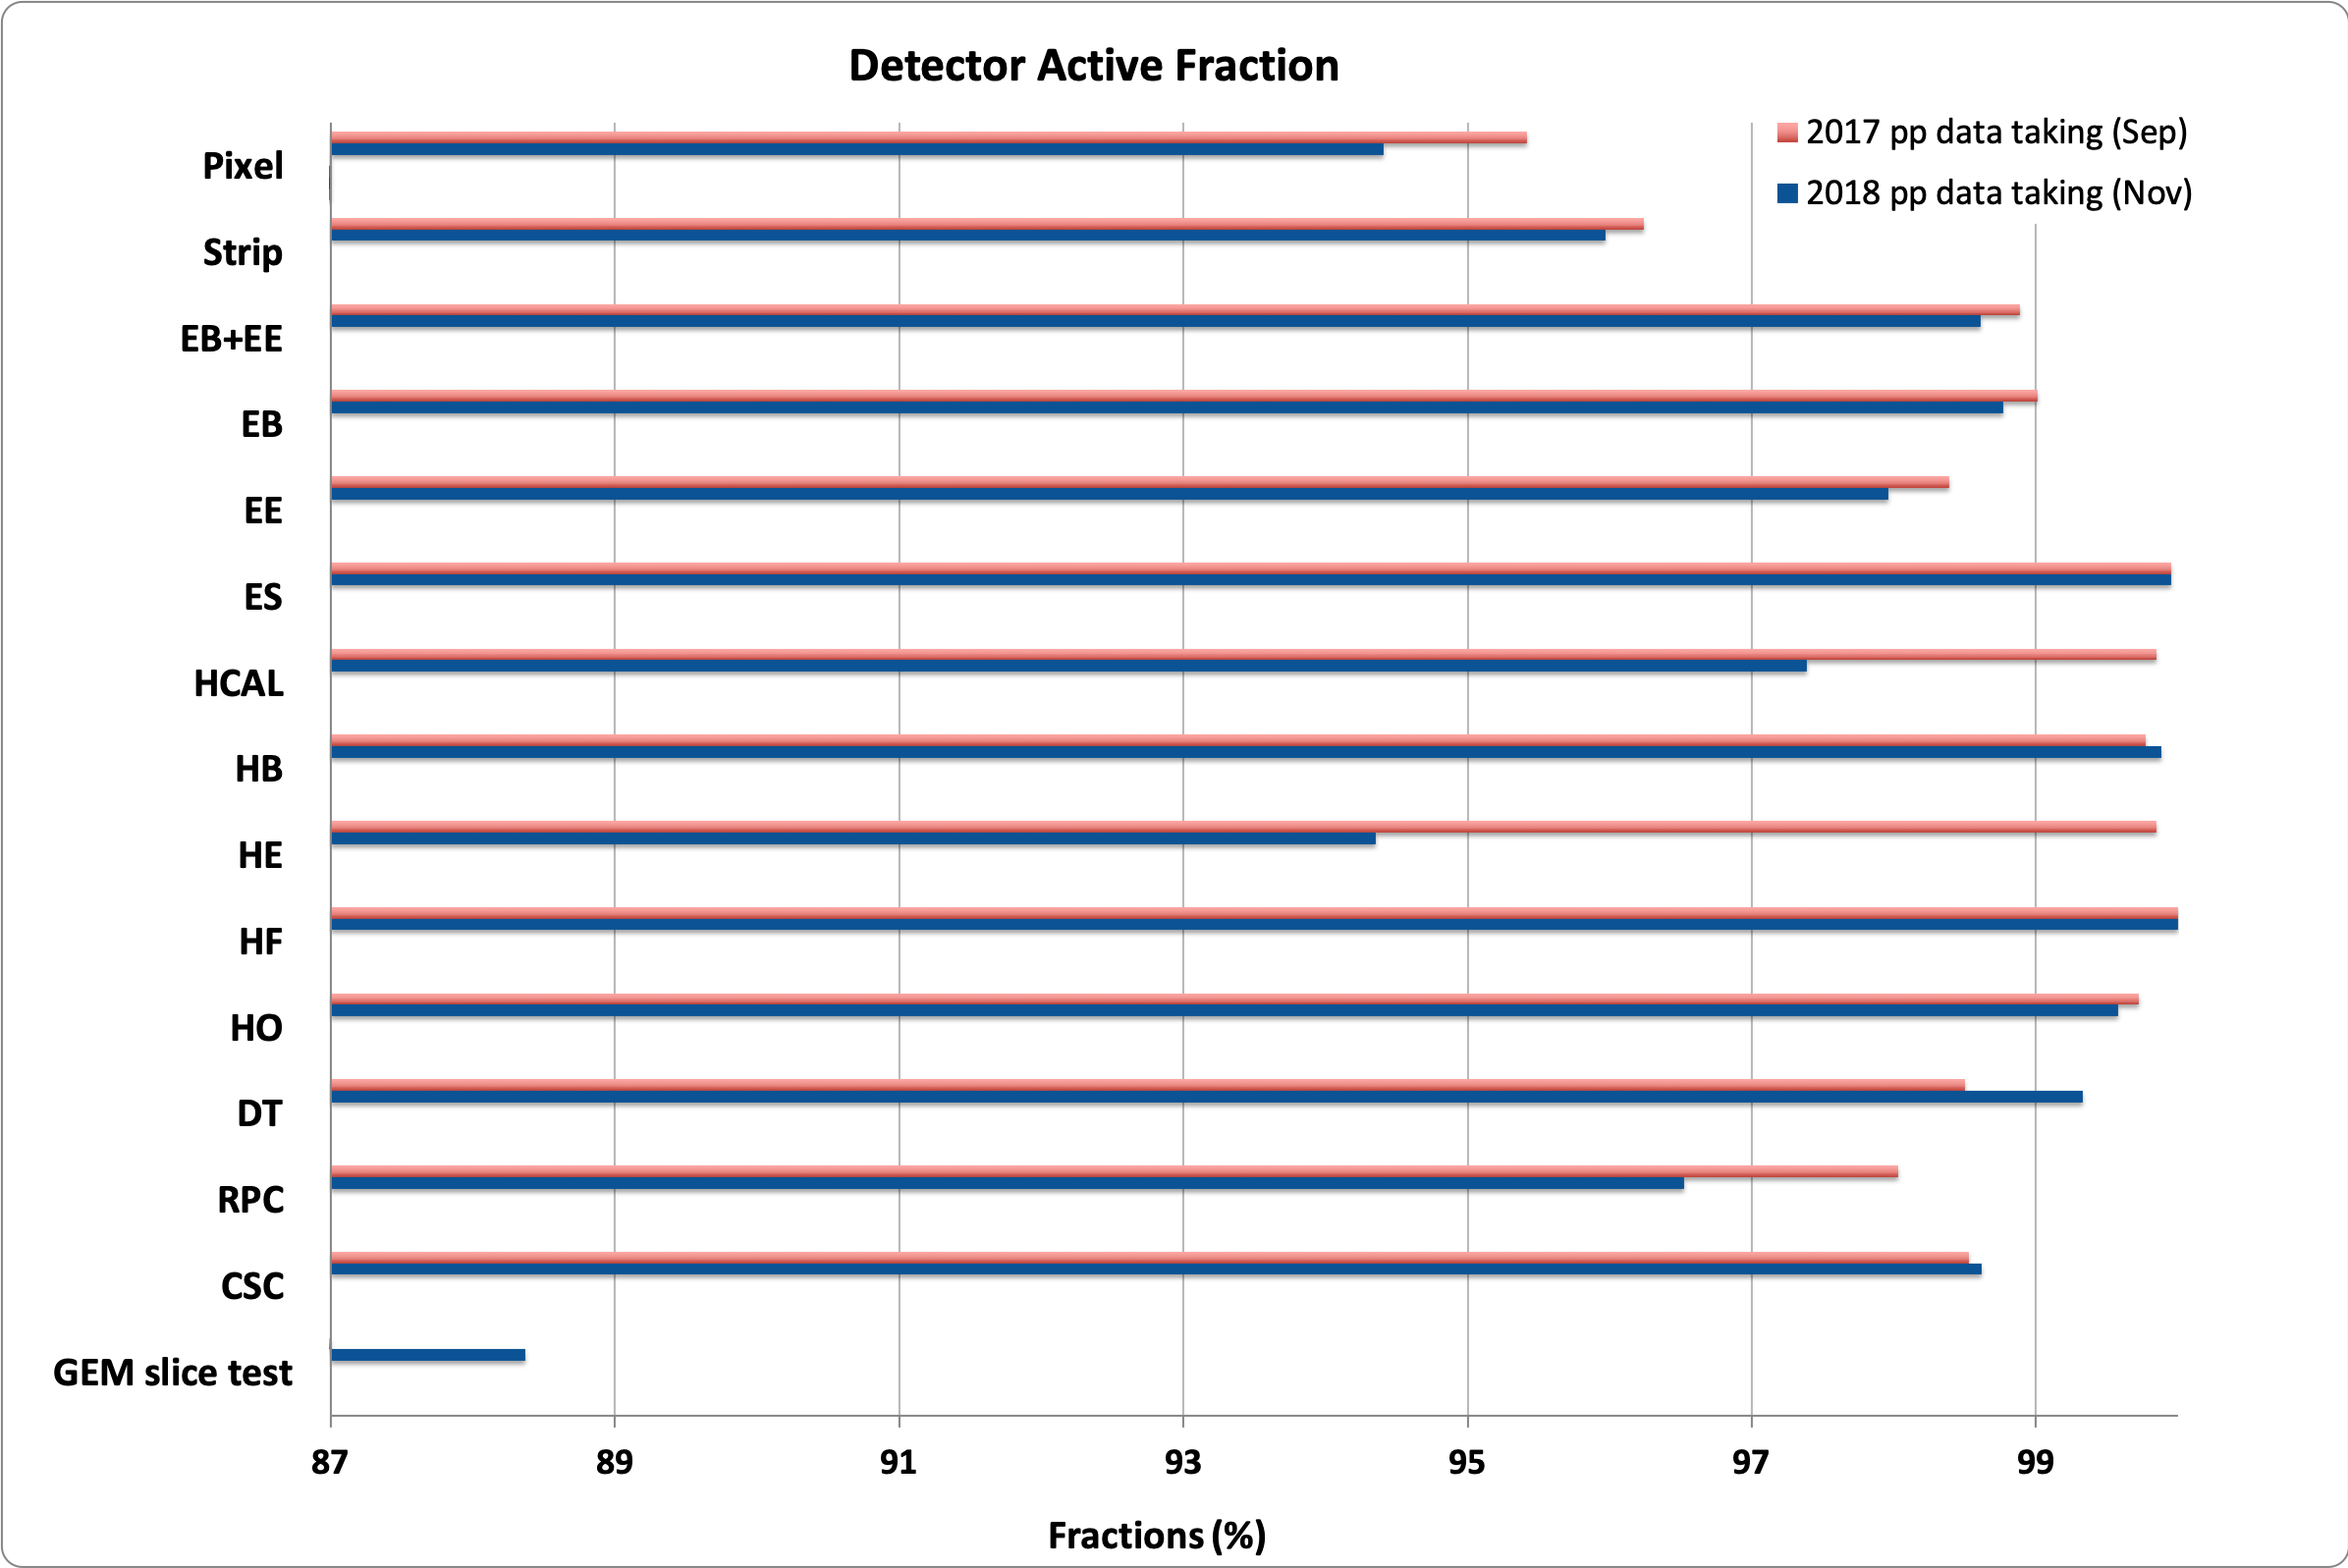 Detector Active Fraction
2017 pp data taking (Sep)
2018 pp data taking (Nov)
Pixel
Strip
EB+EE
EB
EE
ES
HCAL
HB
HE
HF
HO
DT
RPC
CSC
GEM slice test
87 89 91 93 95 97 99
Fractions (%)